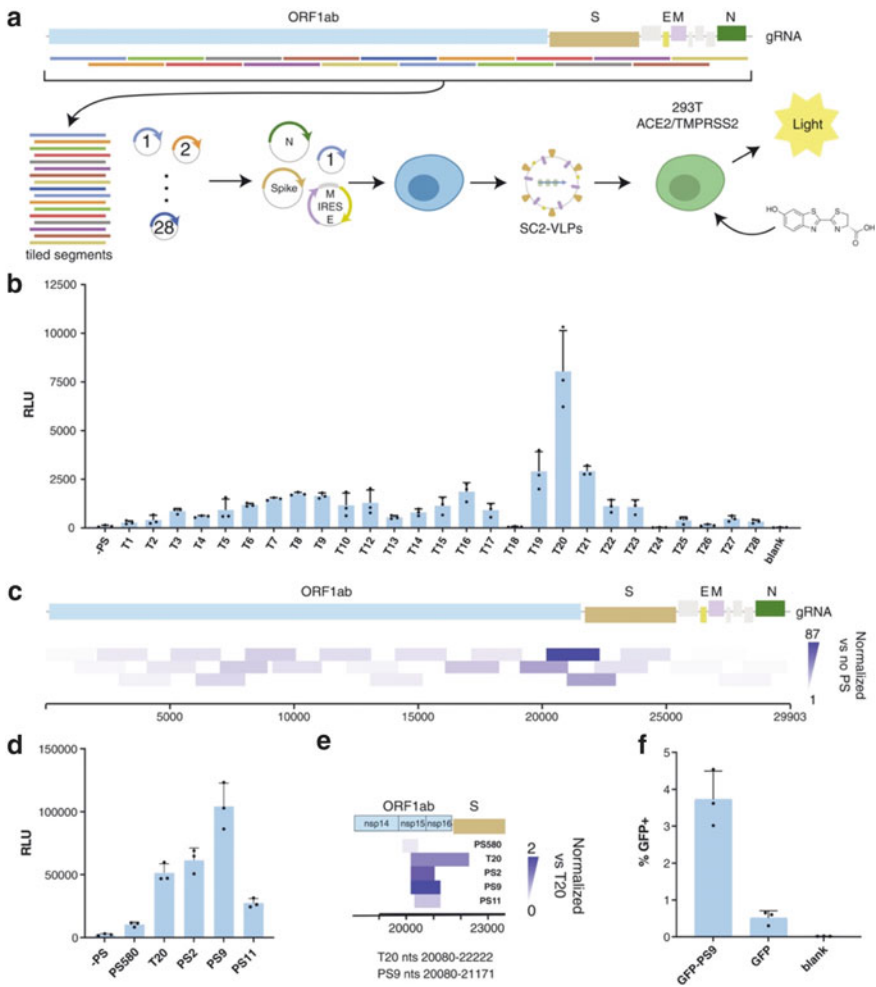 a
ORF1ab S E M N
gRNA
tiled segments
1
2
28
N
1
Spike
M
IRES
E
SC2-VLPs
293T
ACE2/TMPRSS2
Light
HO
S
N
N
S
O
OH
b
12500
10000
7500
5000
2500
0
RLU
-PS T1 T2 T3 T4 T5 T6 T7 T8 T9 T10 T12 T13 T14 T15 T16 T17 T18 T19 T20 T21 T22 T23 T24 T25 T26 T27 T28 blank
c
ORF1ab S E M N
gRNA
87
1
Normalized
vs no PS
5000 10000 15000 20000 25000 29903
d
150000
100000
50000
0
RLU
-PS PS580 T20 PS2 PS9 PS11
e
ORF1ab S
nsp14 nsp15 nsp16
PS580
T20
PS2
PS9
PS11
20000 23000
2
0
Normalized
vs T20
T20 nts 20080-22222
PS9 nts 20080-21171
f
5
4
3
2
1
0
% GFP+
GFP-PS9 GFP blank